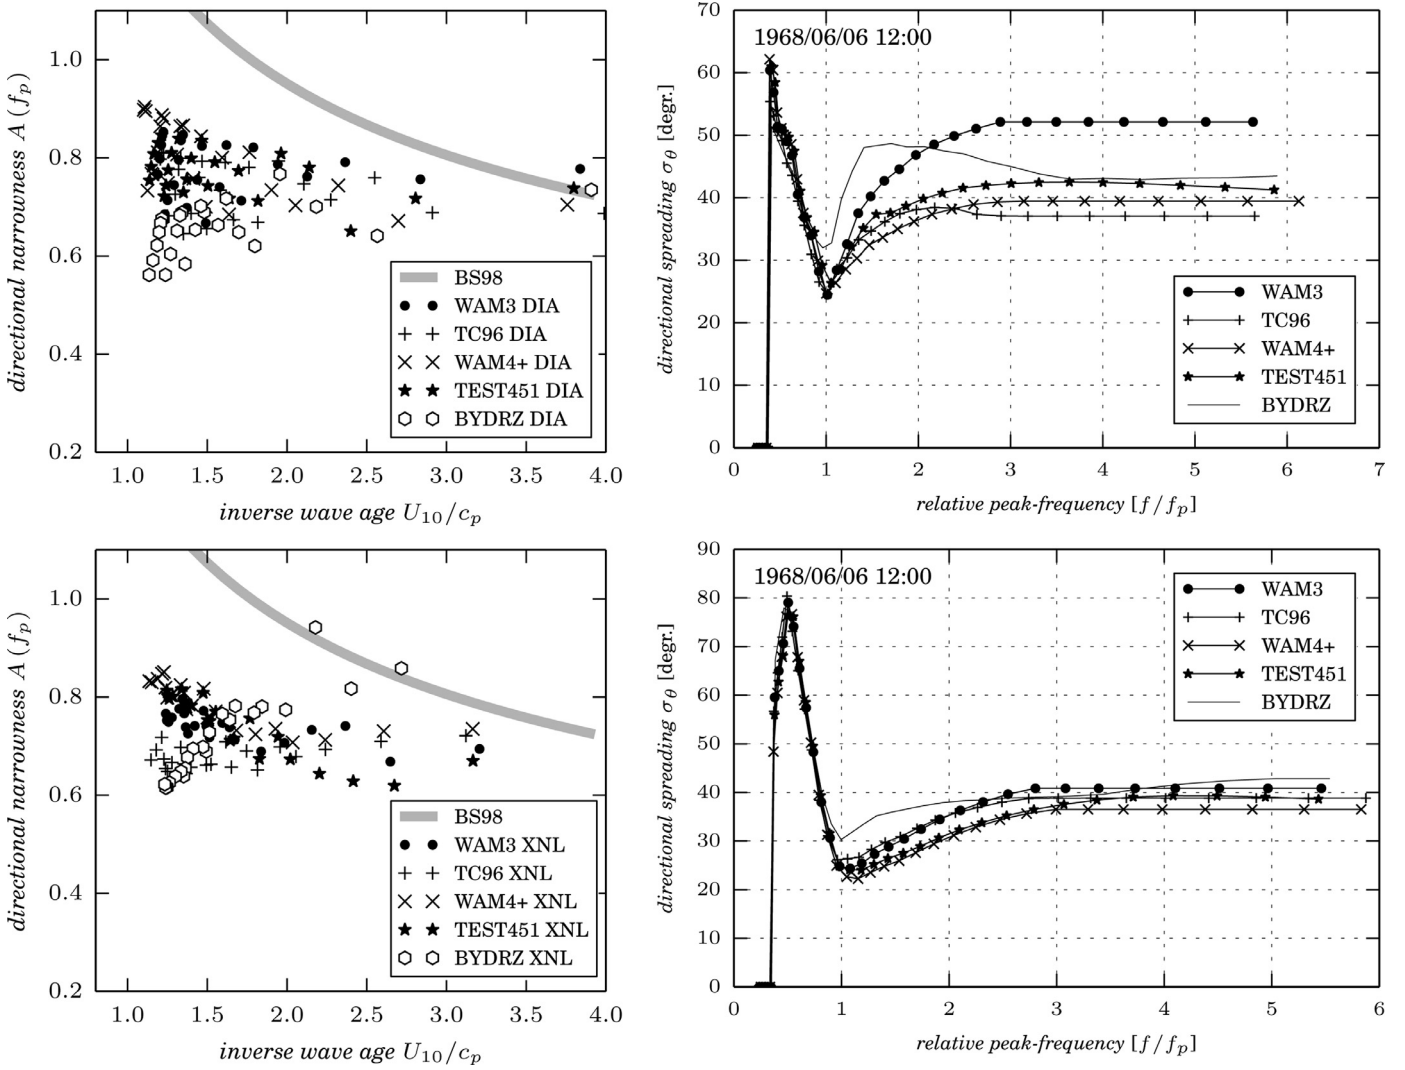 directional narrowness A (f_p)
1.0
0.8
0.6
0.4
0.2
BS98
WAM3 DIA
TC96 DIA
WAM4+ DIA
TEST451 DIA
BYDRZ DIA
1.0 1.5 2.0 2.5 3.0 3.5 4.0
inverse wave age U_10/c_p
directional spreading σ_θ [degr.]
70
60
50
40
30
20
10
0
1968/06/06 12:00
WAM3
TC96
WAM4+
TEST451
BYDRZ
0 1 2 3 4 5 6 7
relative peak-frequency [f/f_p]
directional narrowness A (f_p)
1.0
0.8
0.6
0.4
0.2
BS98
WAM3 XNL
TC96 XNL
WAM4+ XNL
TEST451 XNL
BYDRZ XNL
1.0 1.5 2.0 2.5 3.0 3.5 4.0
inverse wave age U_10/c_p
directional spreading σ_θ [degr.]
90
80
70
60
50
40
30
20
10
0
1968/06/06 12:00
WAM3
TC96
WAM4+
TEST451
BYDRZ
0 1 2 3 4 5 6
relative peak-frequency [f/f_p]